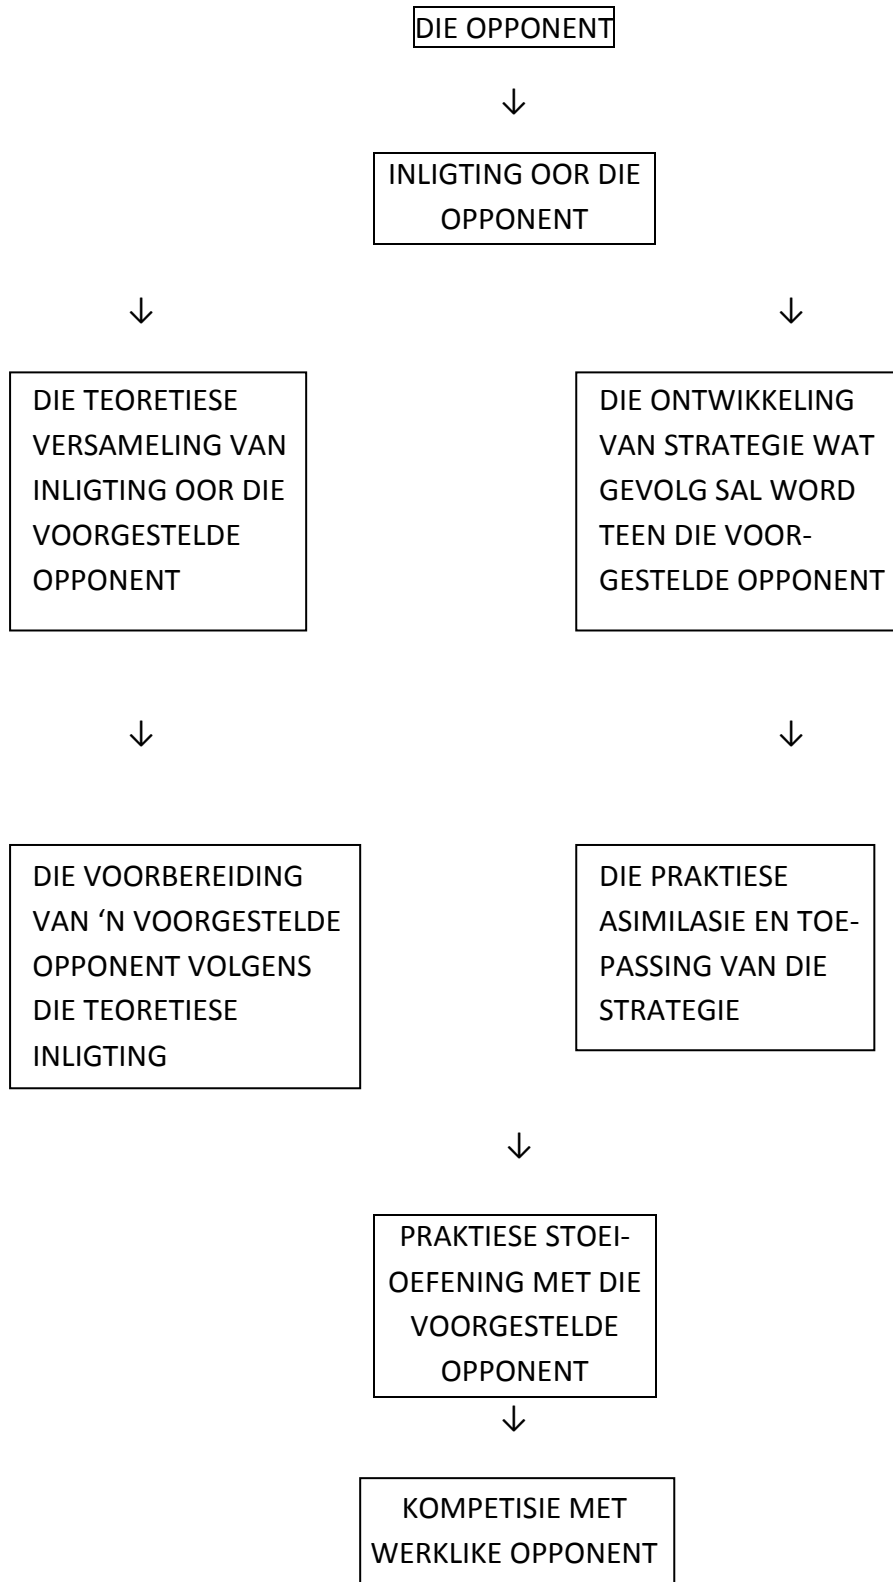 DIE OPPONENT
↓
INLIGTING OOR DIE
OPPONENT
↓
↓
DIE TEORETIESE
VERSAMELING VAN
INLIGTING OOR DIE
VOORGESTELDE
OPPONENT
DIE ONTWIKKELING
VAN STRATEGIE WAT
GEVOLG SAL WORD
TEEN DIE VOOR-
GESTELDE OPPONENT
↓
↓
DIE VOORBEREIDING
VAN ‘N VOORGESTELDE
OPPONENT VOLGENS
DIE TEORETIESE
INLIGTING
DIE PRAKTIESE
ASIMILASIE EN TOE-
PASSING VAN DIE
STRATEGIE
↓
PRAKTIESE STOEI-
OEFENING MET DIE
VOORGESTELDE
OPPONENT
↓
KOMPETISIE MET
WERKLIKE OPPONENT